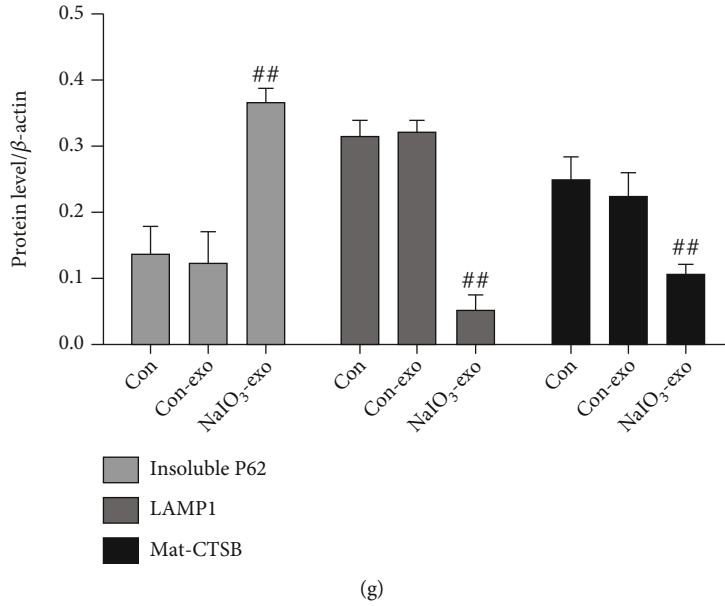 Protein level/β-actin
0.5
0.4
0.3
0.2
0.1
0.0
##
##
##
Con
Con-exo
NaIO₃-exo
Con
Con-exo
NaIO₃-exo
Con
Con-exo
NaIO₃-exo
Insoluble P62
LAMP1
Mat-CTSB
(g)